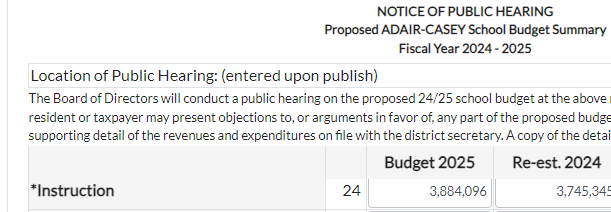 NOTICE OF PUBLIC HEARING
Proposed ADAIR-CASEY School Budget Summary
Fiscal Year 2024 - 2025
Location of Public Hearing: (entered upon publish)
The Board of Directors will conduct a public hearing on the proposed 24/25 school budget at the above
resident or taxpayer may present objections to, or arguments in favor of, any part of the proposed
supporting detail of the revenues and expenditures on file with the district secretary. A copy of the
Budget 2025 Re-est. 2024
*Instruction 24 3,884,096 3,745,345